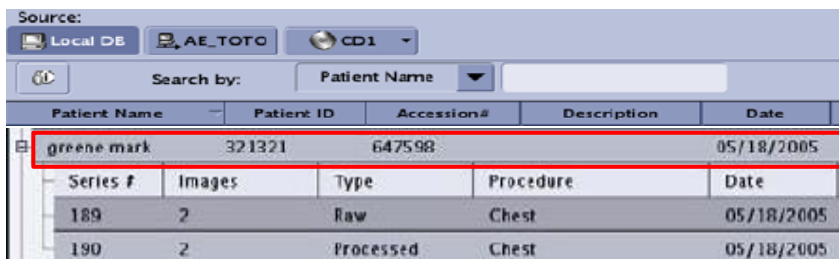 Source:
Local DB AE_TOTO CD1
Search by: Patient Name
Patient Name Patient ID Accession# Description Date
greene mark 321321 647598 05/18/2005
Series # Images Type Procedure Date
189 2 Raw Chest 05/18/2005
190 2 Processed Chest 05/18/2005